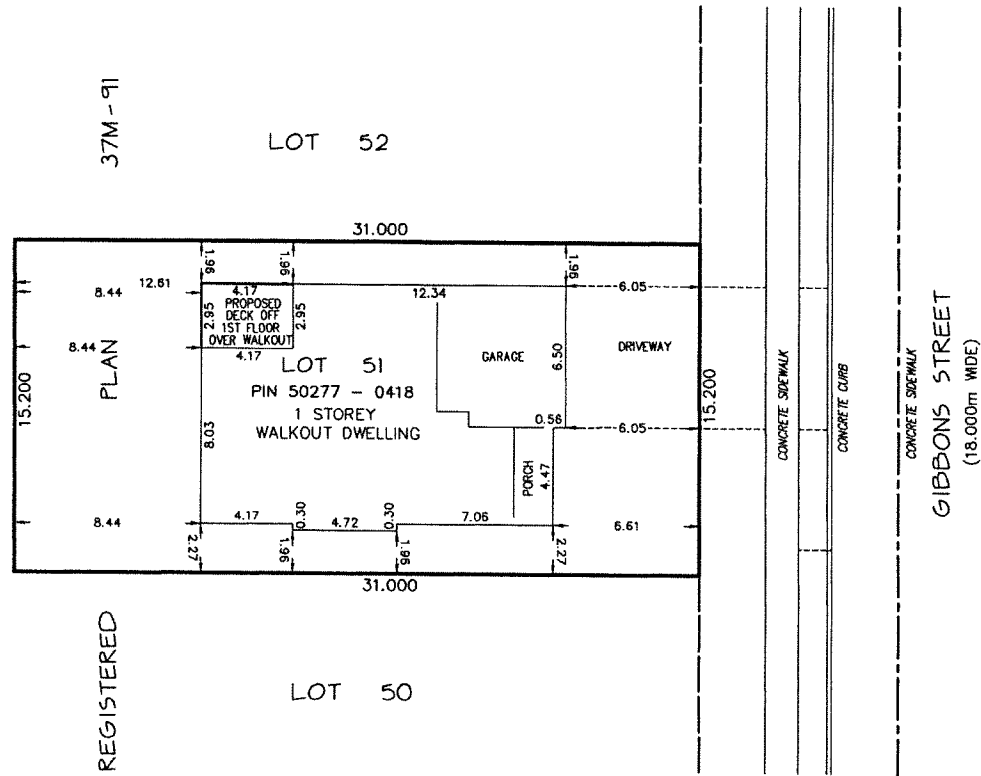 37M-91
LOT 52
31.000
1.96
1.96
1.96
12.61
8.44
4.17
12.34
6.05
PROPOSED
DECK OFF
1ST FLOOR
OVER WALKOUT
2.95
2.95
8.44
4.17
GARAGE
6.50
DRIVEWAY
15.200
PLAN
LOT 51
PIN 50277 - 0418
1 STOREY
WALKOUT DWELLING
8.03
0.56
6.05
15.200
PORCH
4.47
8.44
4.17
0.30
4.72
0.30
7.06
6.61
2.27
1.96
1.96
2.27
31.000
REGISTERED
LOT 50
CONCRETE SIDEWALK
CONCRETE CURB
CONCRETE SIDEWALK
GIBBONS STREET
(18.000m WIDE)